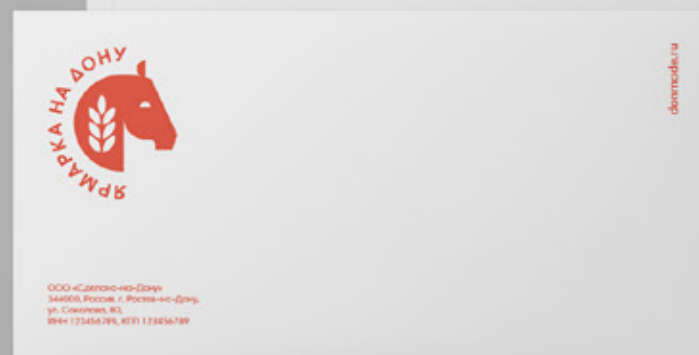 ЯРМАРКА НА ДОНУ
donmade.ru
ООО «Сделано-на-Дону»
344000, Россия, г. Ростов-на-Дону,
ул. Соколова, 80,
ИНН 123456789, КПП 123456789